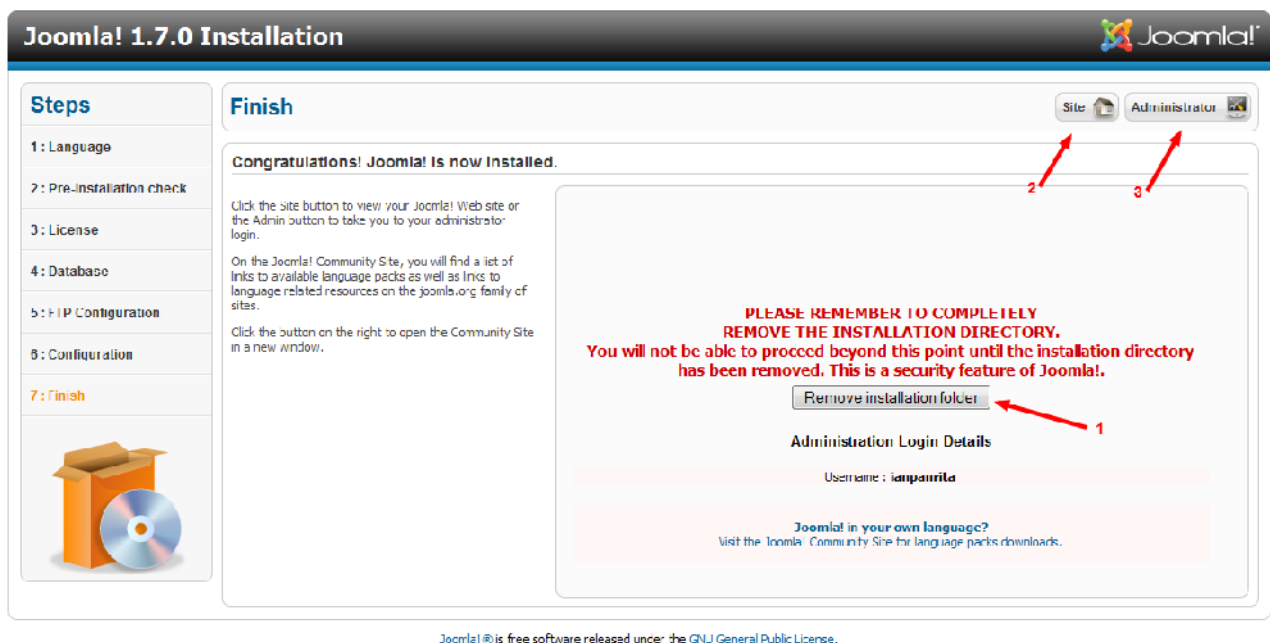 Joomla! 1.7.0 Installation
Joomla!
Steps
1 : Language
2 : Pre-Installation check
3 : License
4 : Database
5 : FTP Configuration
6 : Configuration
7 : Finish
Finish
Site
Administrator
2
3
Congratulations! Joomla! is now installed.
Click the Site button to view your Joomla! Web site or
the Admin button to take you to your administrator
login.
On the Joomla! Community Site, you will find a list of
links to available language packs as well as links to
language related resources on the joomla.org family of
sites.
Click the button on the right to open the Community Site
in a new window.
PLEASE REMEMBER TO COMPLETELY
REMOVE THE INSTALLATION DIRECTORY.
You will not be able to proceed beyond this point until the installation directory
has been removed. This is a security feature of Joomla!.
Remove installation folder
1
Administration Login Details
Username :
Joomla! in your own language?
Visit the Joomla! Community Site for language packs downloads.
Joomla! ® is free software released under the GNU General Public License.